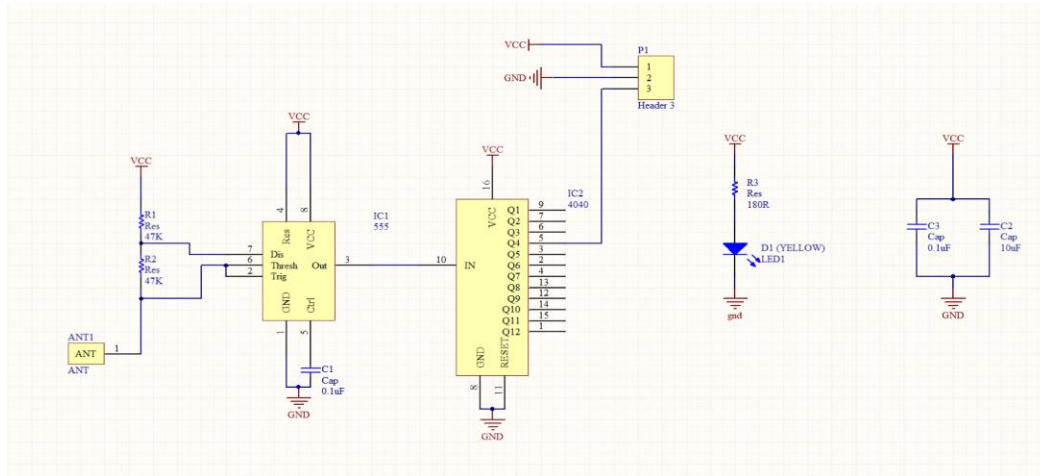 VCC
P1
1
GND
2
3
Header 3
VCC
VCC
VCC
VCC
VCC
4
8
16
R3
Res
180R
R1
Res
47K
IC1
555
IC2
4040
C3
Cap
0.1uF
C2
Cap
10uF
Res
VCC
VCC
Q1 9
Q2 7
Q3 6
Q4 5
Q5 3
Q6 2
Q7 4
Q8 13
Q9 12
Q10 14
Q11 15
Q12 1
7 Dis
6 Thresh
2 Trig
Out 3
10 IN
R2
Res
47K
D1 (YELLOW)
LED1
GND
Ctrl
1
5
GND
RESET
8
11
gnd
GND
ANT1
ANT 1
ANT
C1
Cap
0.1uF
GND
GND